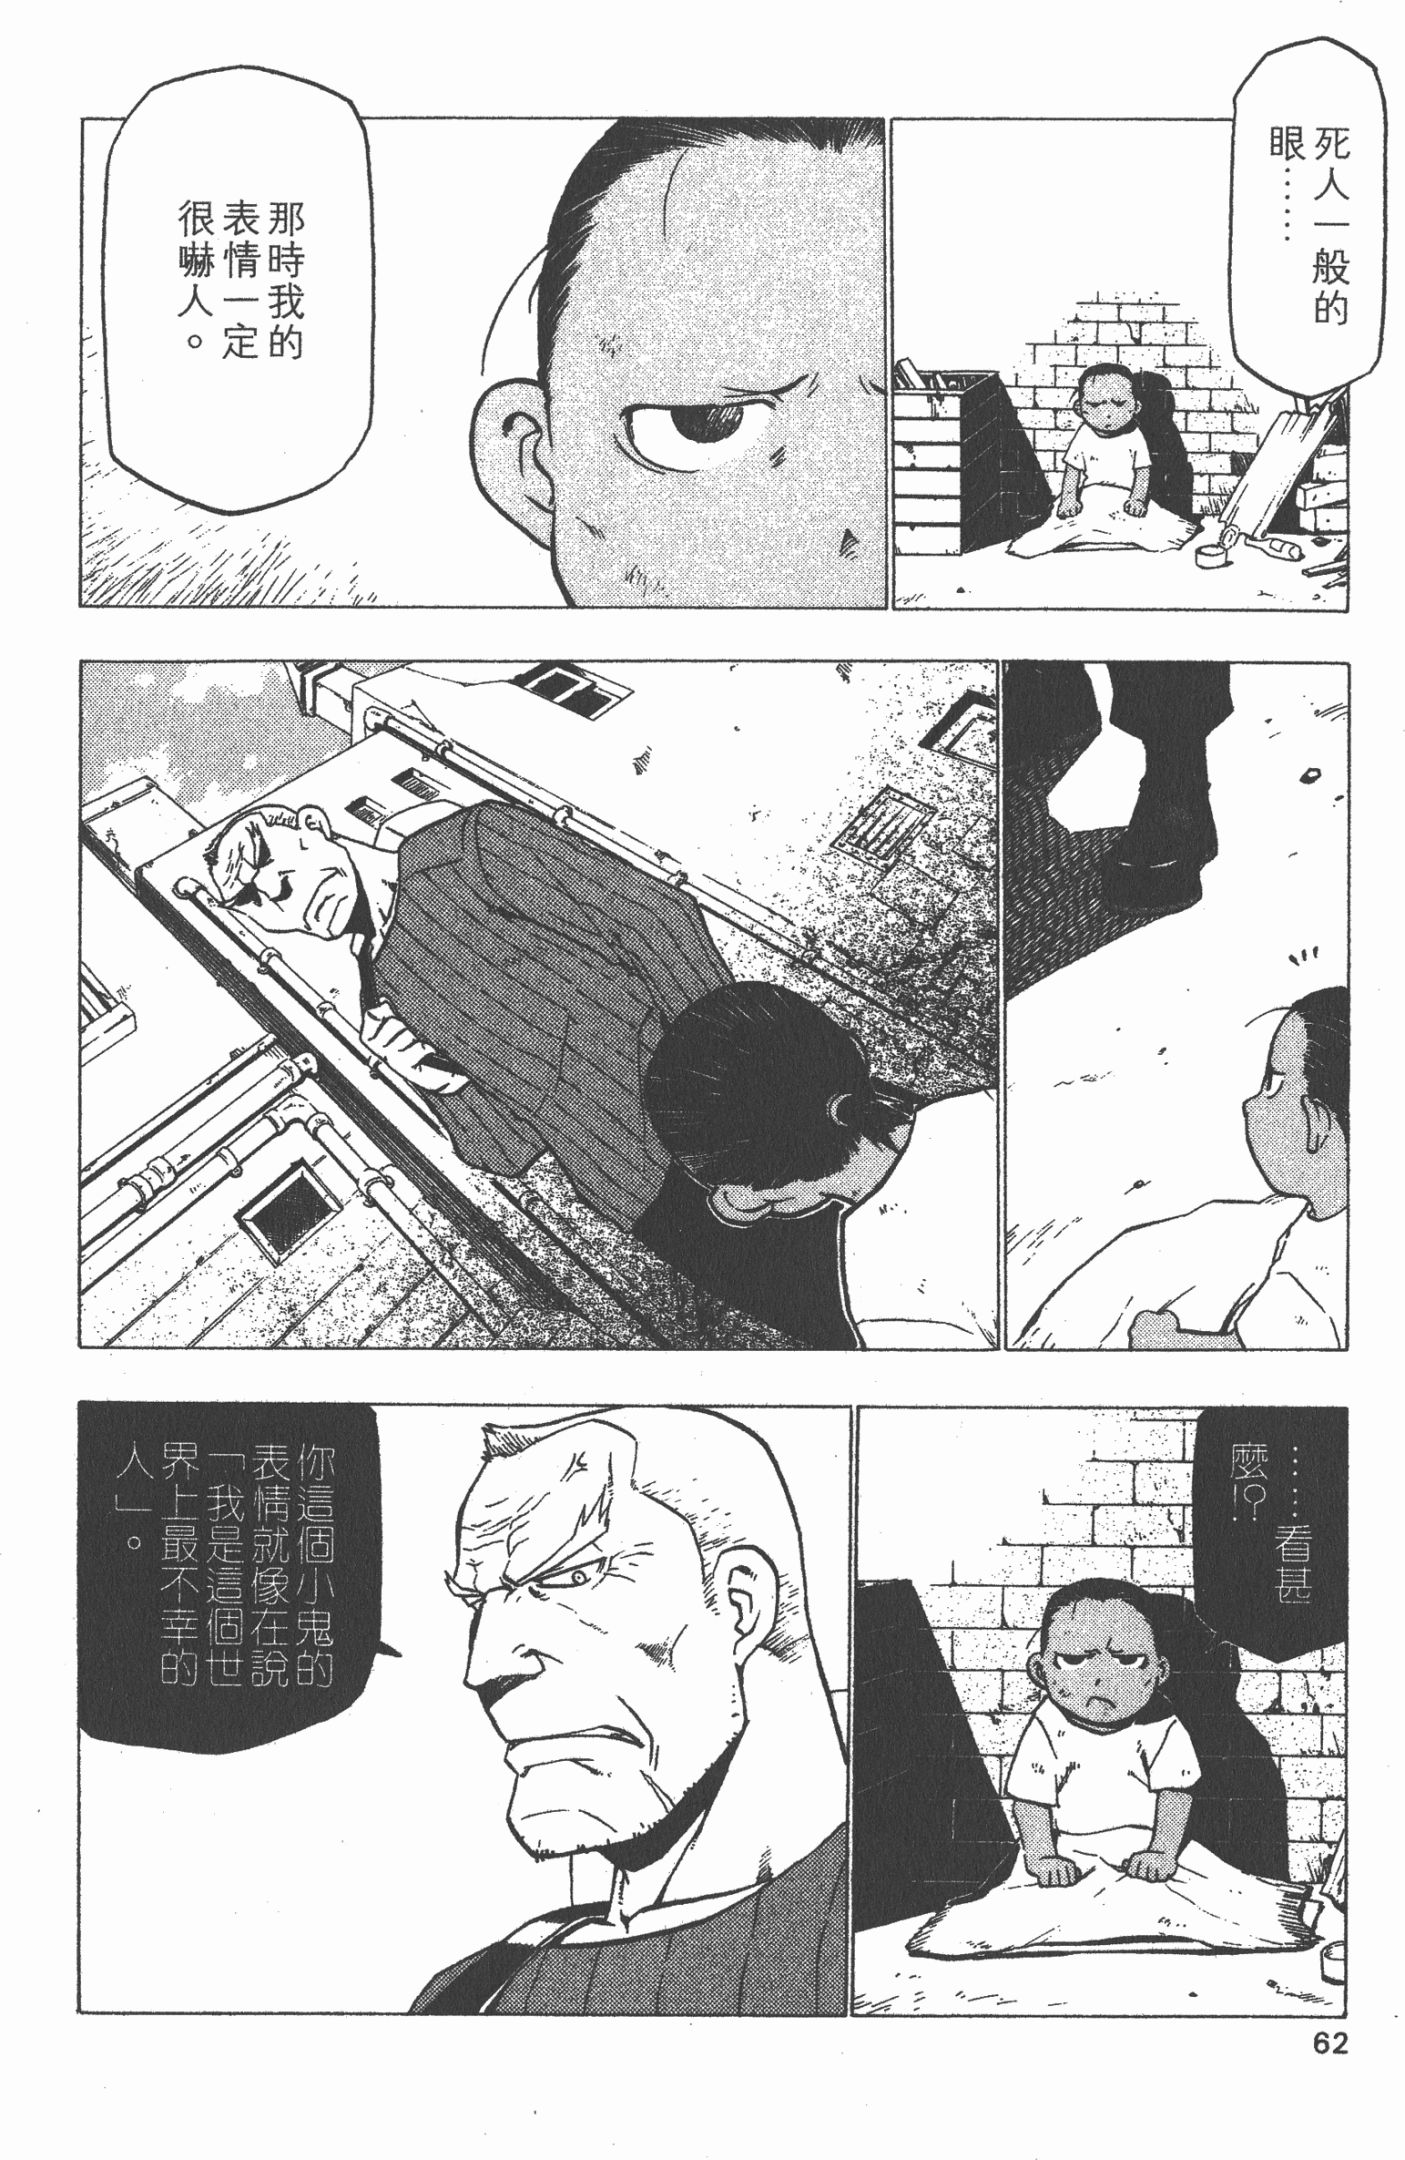 死人一般的
眼……
那時我的
表情一定
很嚇人。
……看甚
麼!?
你這個小鬼的
表情就像在說
「我是這個世
界上最不幸的
人」。
62